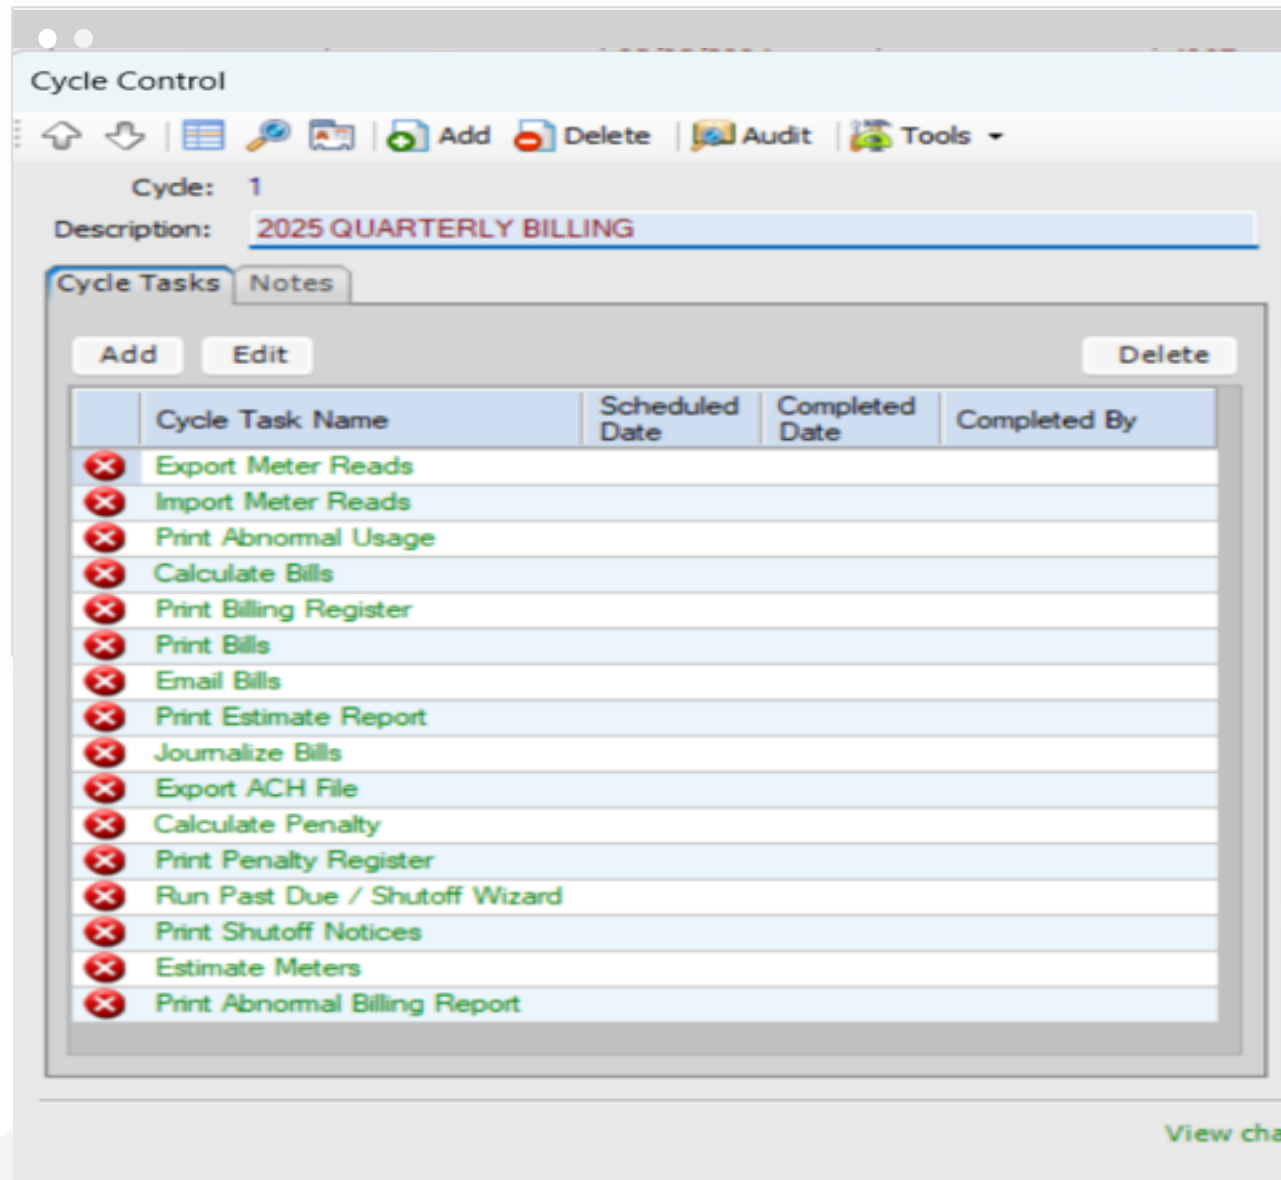 Cycle Control
Add Delete Audit Tools
Cycle: 1
Description: 2025 QUARTERLY BILLING
Cycle Tasks Notes
Add Edit Delete
Cycle Task Name Scheduled Date Completed Date Completed By
Export Meter Reads
Import Meter Reads
Print Abnormal Usage
Calculate Bills
Print Billing Register
Print Bills
Email Bills
Print Estimate Report
Journalize Bills
Export ACH File
Calculate Penalty
Print Penalty Register
Run Past Due / Shutoff Wizard
Print Shutoff Notices
Estimate Meters
Print Abnormal Billing Report
View cha